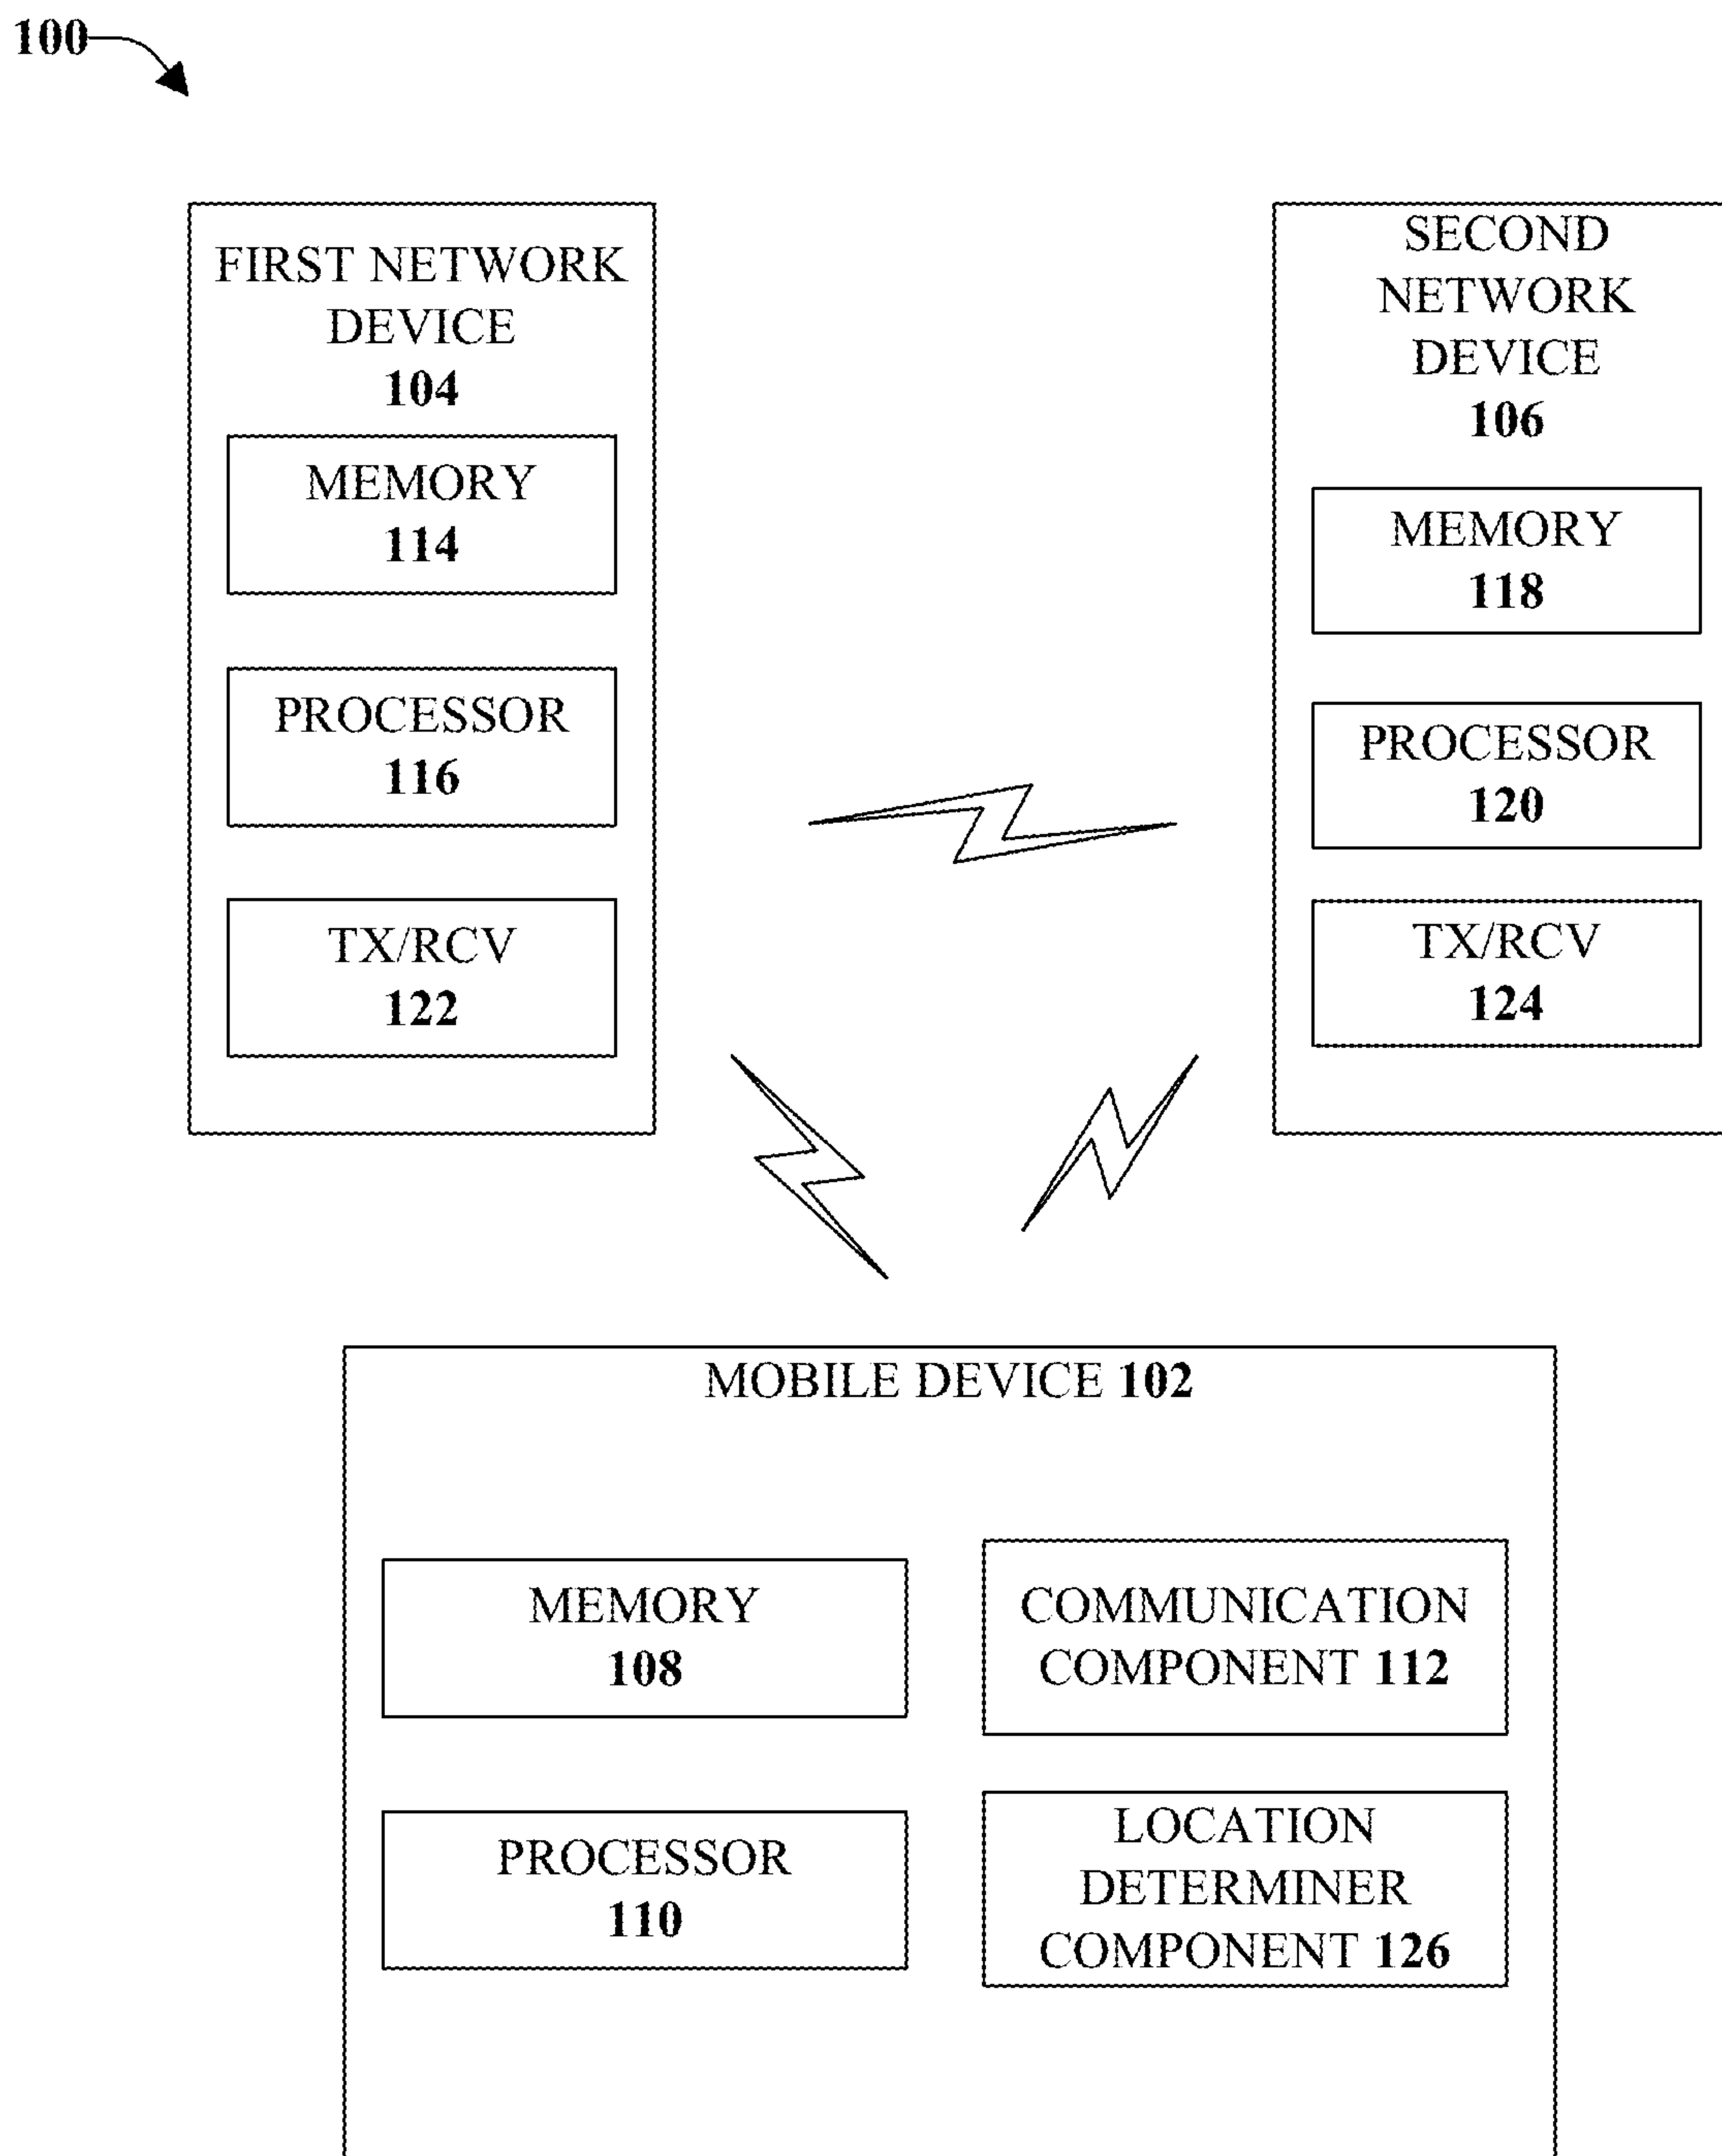 100
FIRST NETWORK
DEVICE
104
MEMORY
114
PROCESSOR
116
TX/RCV
122
SECOND
NETWORK
DEVICE
106
MEMORY
118
PROCESSOR
120
TX/RCV
124
MOBILE DEVICE 102
MEMORY
108
PROCESSOR
110
COMMUNICATION
COMPONENT 112
LOCATION
DETERMINER
COMPONENT 126